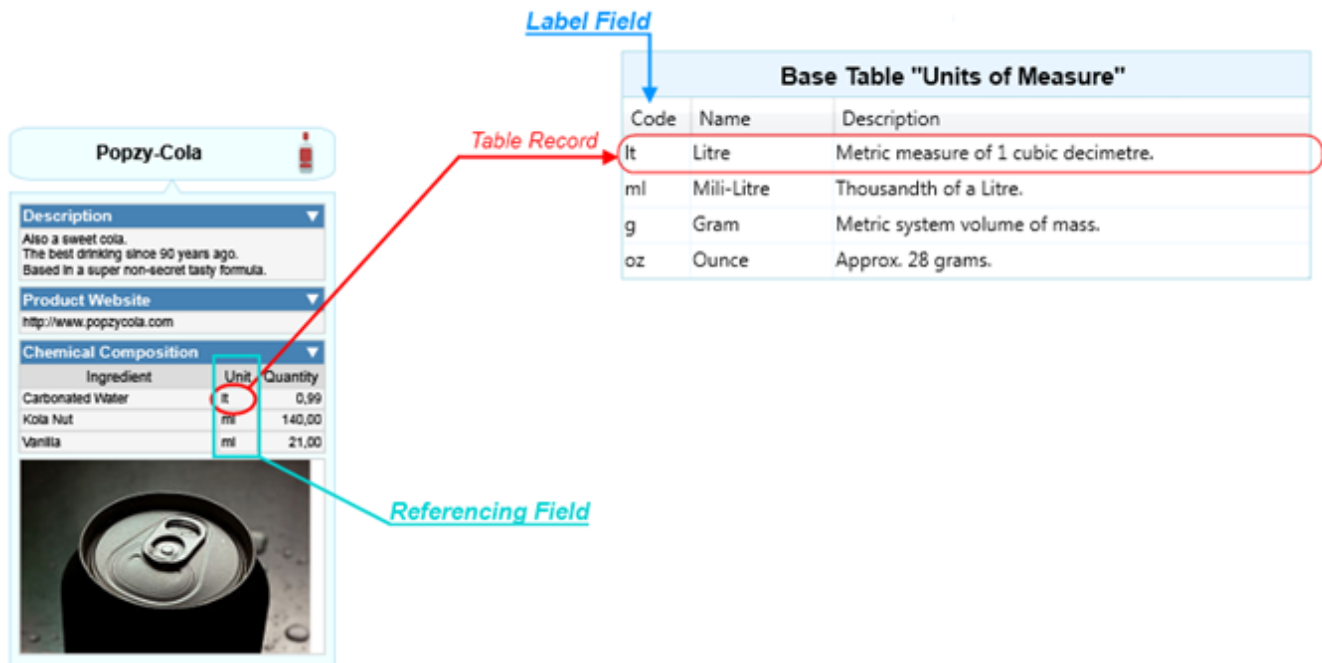 Label Field
Base Table "Units of Measure"
Code Name Description
Table Record
lt Litre Metric measure of 1 cubic decimetre.
ml Mili-Litre Thousandth of a Litre.
g Gram Metric system volume of mass.
oz Ounce Approx. 28 grams.
Popzy-Cola
Description
Also a sweet cola.
The best drinking since 90 years ago.
Based in a super non-secret tasty formula.
Product Website
http://www.popzycola.com
Chemical Composition
Ingredient Unit Quantity
Carbonated Water lt 0,99
Kola Nut ml 140,00
Vanilla ml 21,00
Referencing Field